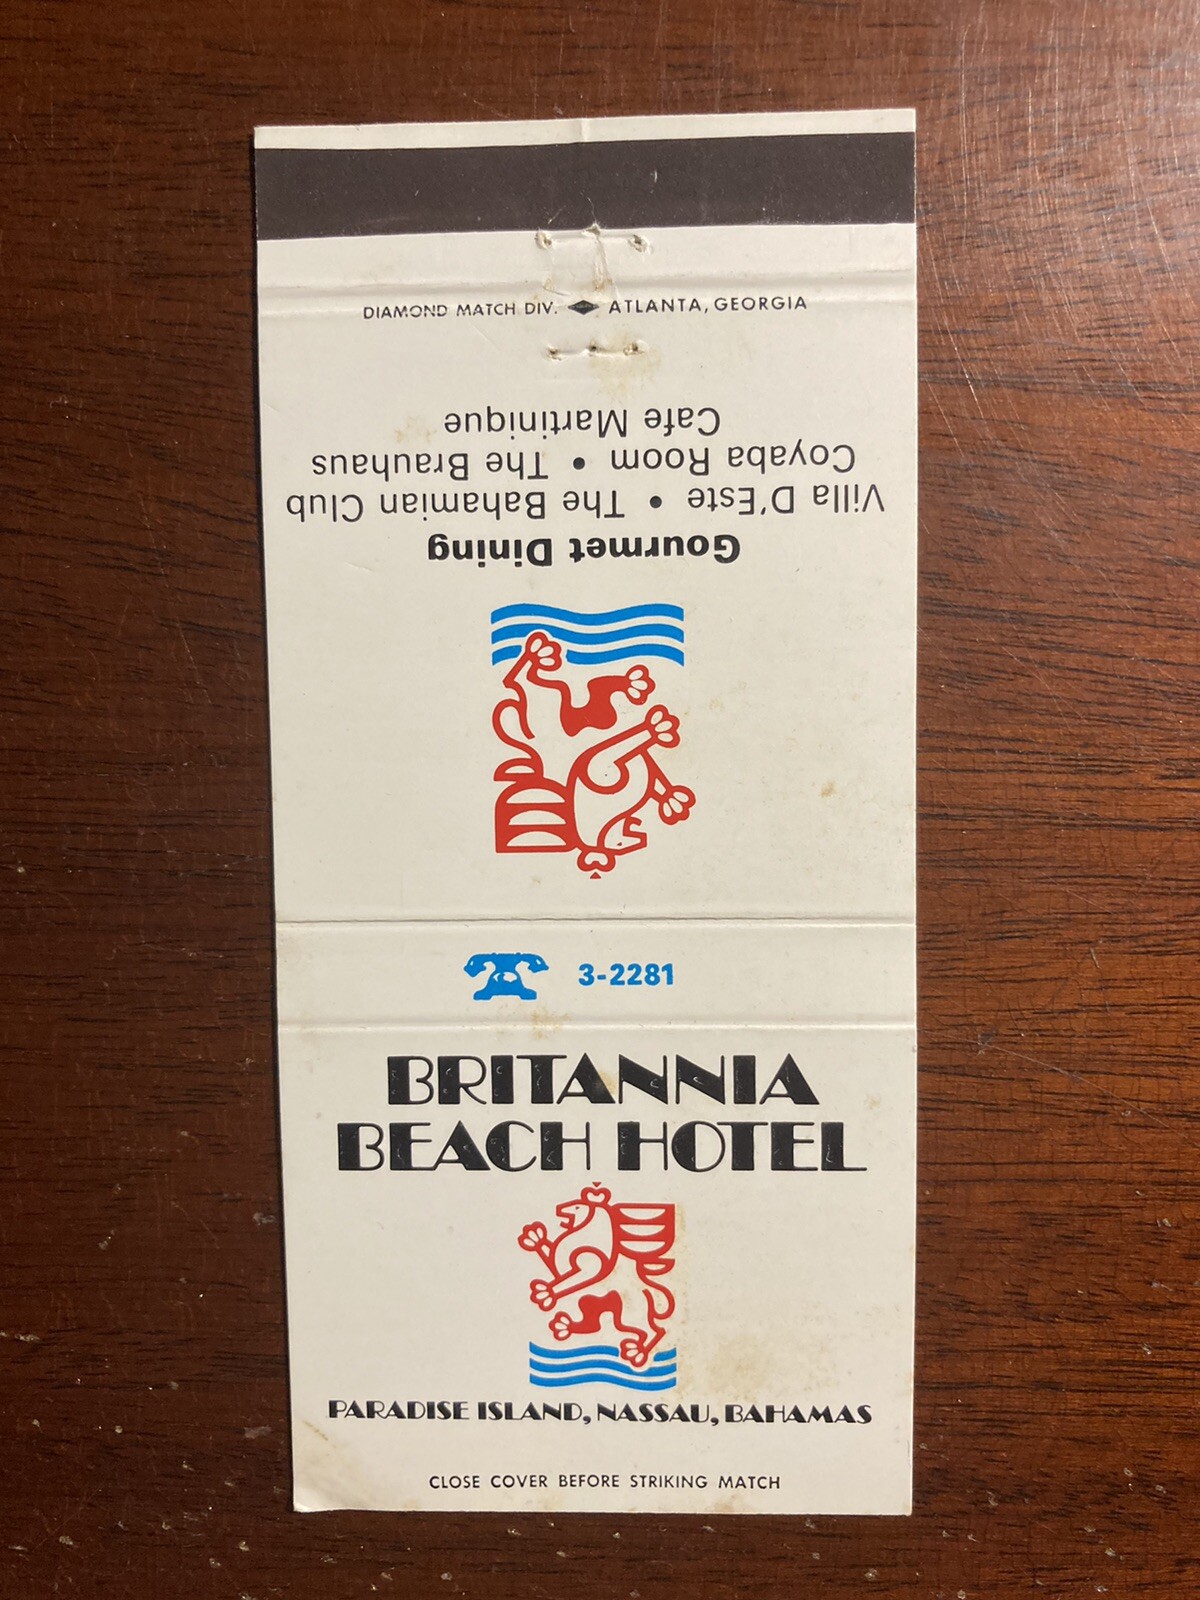 DIAMOND MATCH DIV. ATLANTA, GEORGIA
Gourmet Dining
Villa D'Este • The Bahamian Club
Coyaba Room • The Brauhaus
Cafe Martinique
3-2281
BRITANNIA
BEACH HOTEL
PARADISE ISLAND, NASSAU, BAHAMAS
CLOSE COVER BEFORE STRIKING MATCH